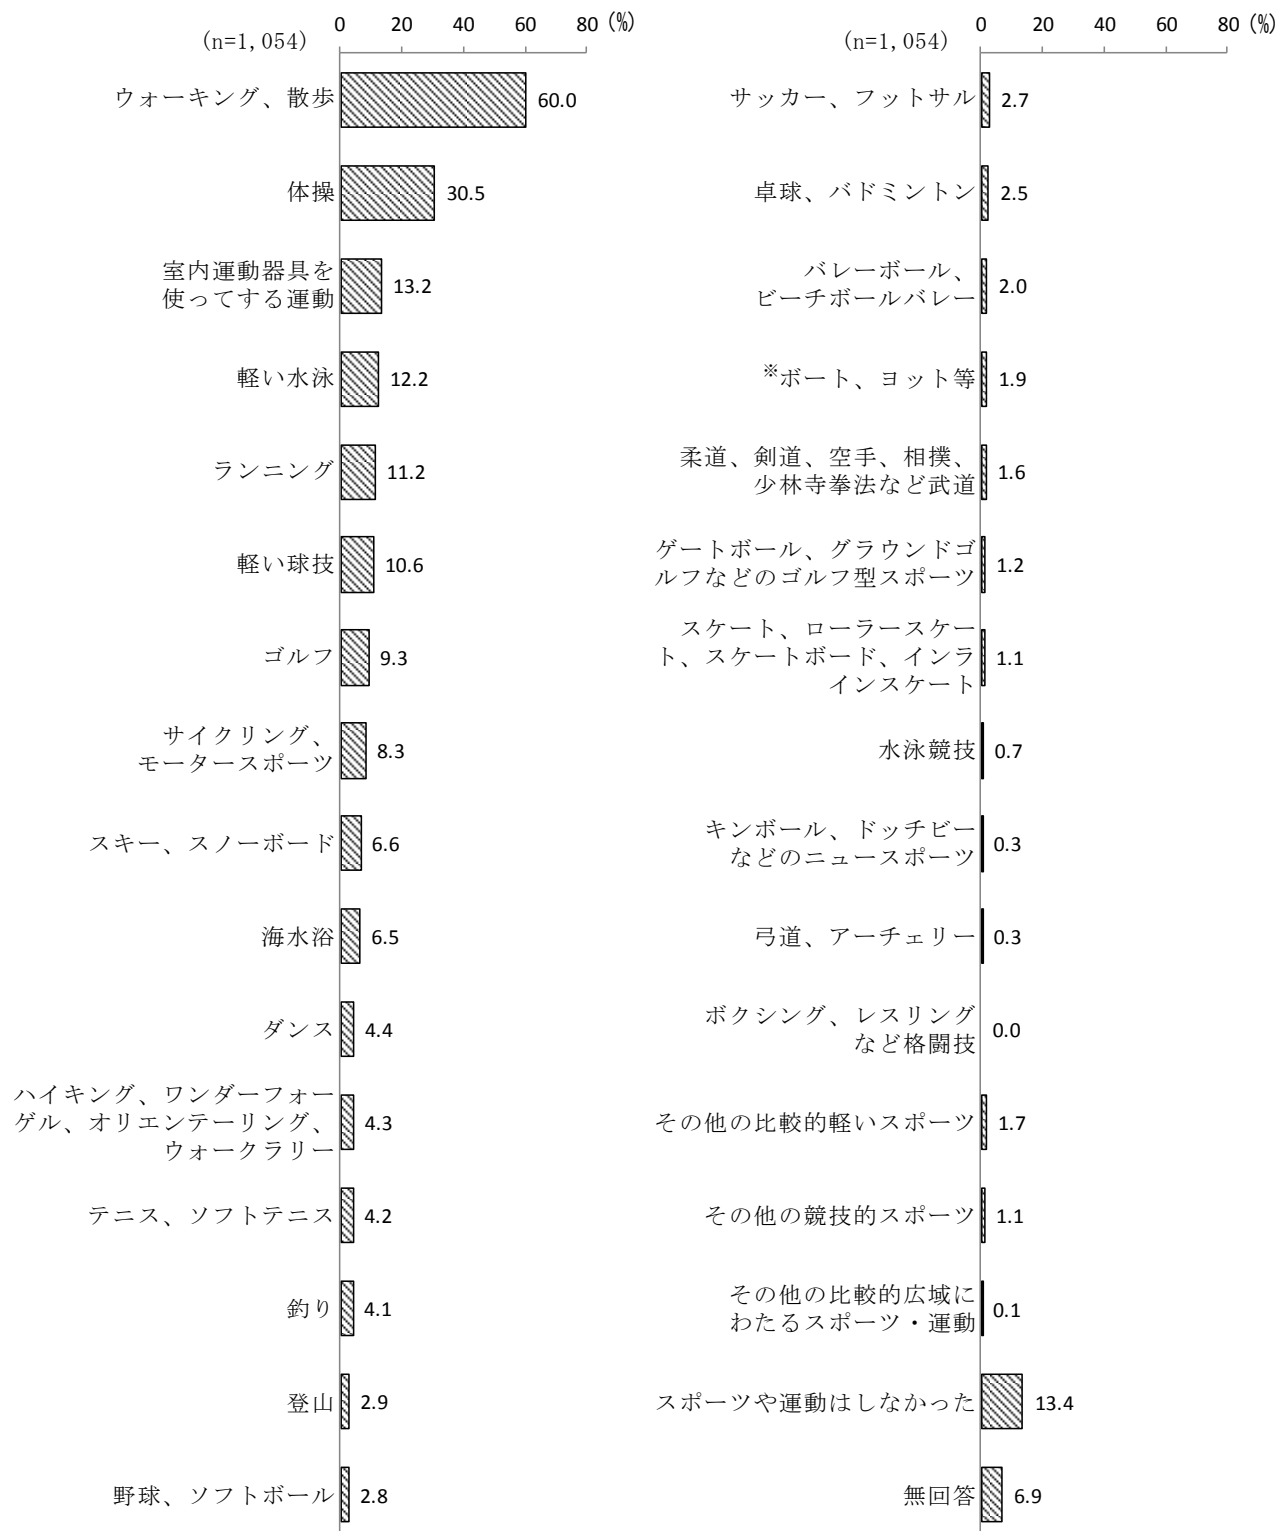 0 20 40 60 80 (%)
(n=1,054)
ウォーキング、散歩 60.0
体操 30.5
室内運動器具を
使ってする運動 13.2
軽い水泳 12.2
ランニング 11.2
軽い球技 10.6
ゴルフ 9.3
サイクリング、
モータースポーツ 8.3
スキー、スノーボード 6.6
海水浴 6.5
ダンス 4.4
ハイキング、ワンダーフォー
ゲル、オリエンテーリング、 4.3
ウォークラリー
テニス、ソフトテニス 4.2
釣り 4.1
登山 2.9
野球、ソフトボール 2.8
0 20 40 60 80 (%)
(n=1,054)
サッカー、フットサル 2.7
卓球、バドミントン 2.5
バレーボール、
ビーチボールバレー 2.0
※ボート、ヨット等 1.9
柔道、剣道、空手、相撲、
少林寺拳法など武道 1.6
ゲートボール、グラウンドゴ
ルフなどのゴルフ型スポーツ 1.2
スケート、ローラースケー
ト、スケートボード、インラ 1.1
インスケート
水泳競技 0.7
キンボール、ドッチビー
などのニュースポーツ 0.3
弓道、アーチェリー 0.3
ボクシング、レスリング
など格闘技 0.0
その他の比較的軽いスポーツ 1.7
その他の競技的スポーツ 1.1
その他の比較的広域に
わたるスポーツ・運動 0.1
スポーツや運動はしなかった 13.4
無回答 6.9